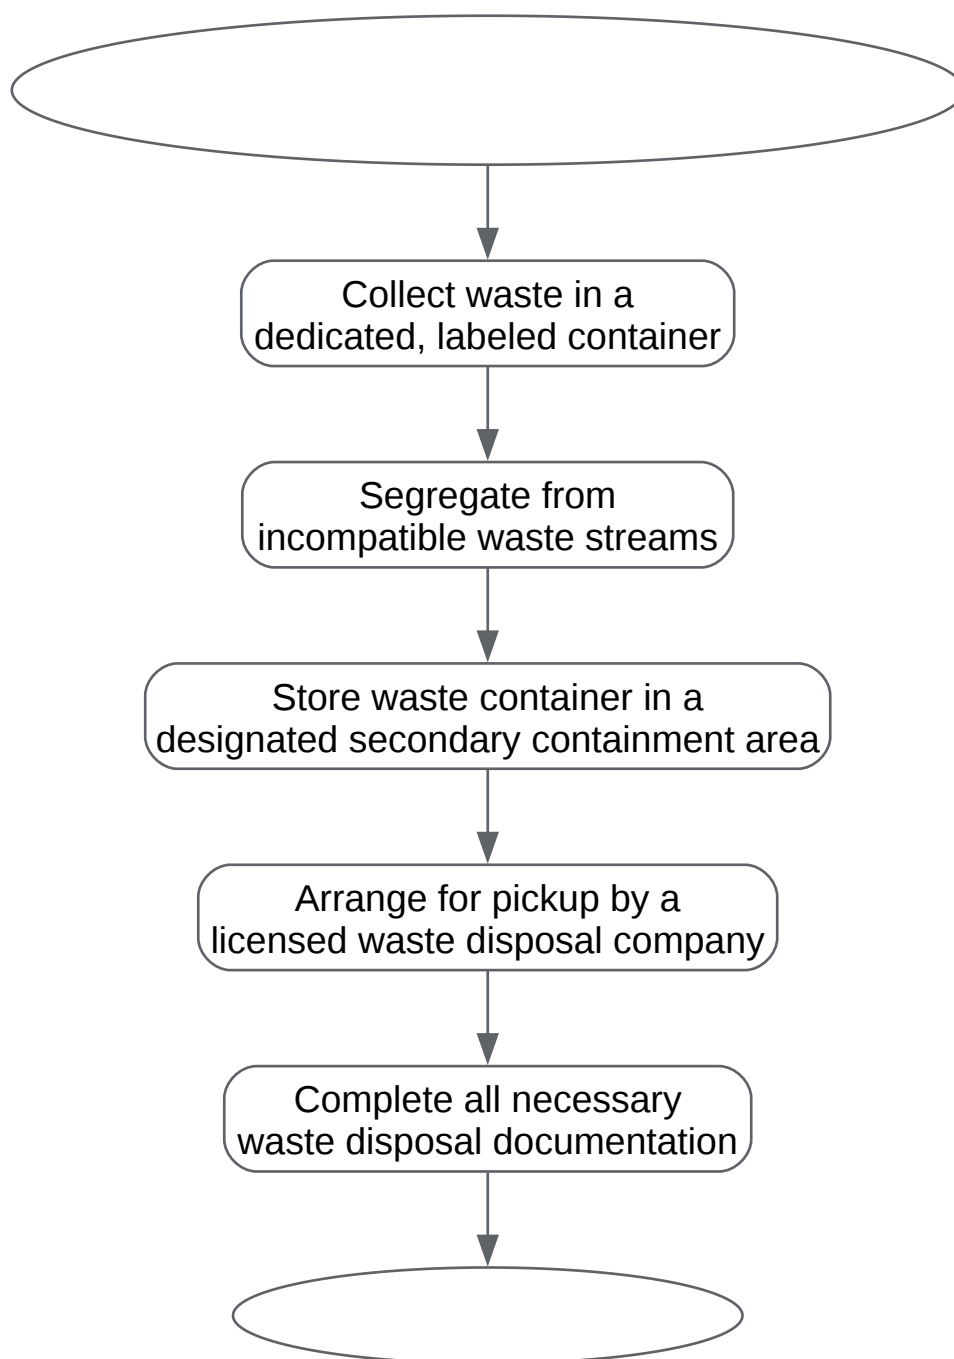 Collect waste in a
dedicated, labeled container
Segregate from
incompatible waste streams
Store waste container in a
designated secondary containment area
Arrange for pickup by a
licensed waste disposal company
Complete all necessary
waste disposal documentation